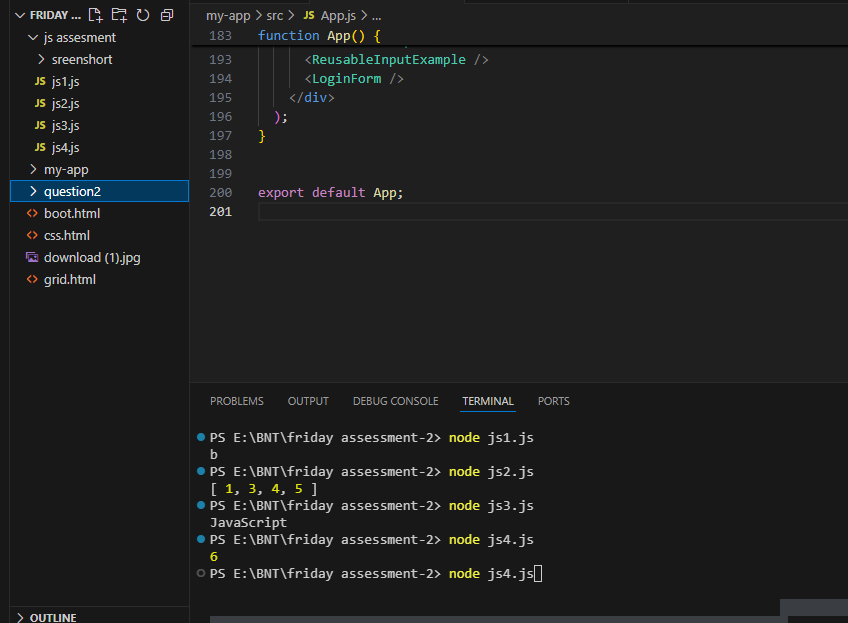 FRIDAY ...
js assesment
sreenshort
JS js1.js
JS js2.js
JS js3.js
JS js4.js
my-app
question2
<> boot.html
<> css.html
download (1).jpg
<> grid.html
OUTLINE
my-app > src > JS App.js > ...
183 function App() {
193 <ReusableInputExample />
194 <LoginForm />
195 </div>
196 );
197 }
198
199
200 export default App;
201
PROBLEMS OUTPUT DEBUG CONSOLE TERMINAL PORTS
PS E:\BNT\friday assessment-2> node js1.js
b
PS E:\BNT\friday assessment-2> node js2.js
[ 1, 3, 4, 5 ]
PS E:\BNT\friday assessment-2> node js3.js
JavaScript
PS E:\BNT\friday assessment-2> node js4.js
6
PS E:\BNT\friday assessment-2> node js4.js